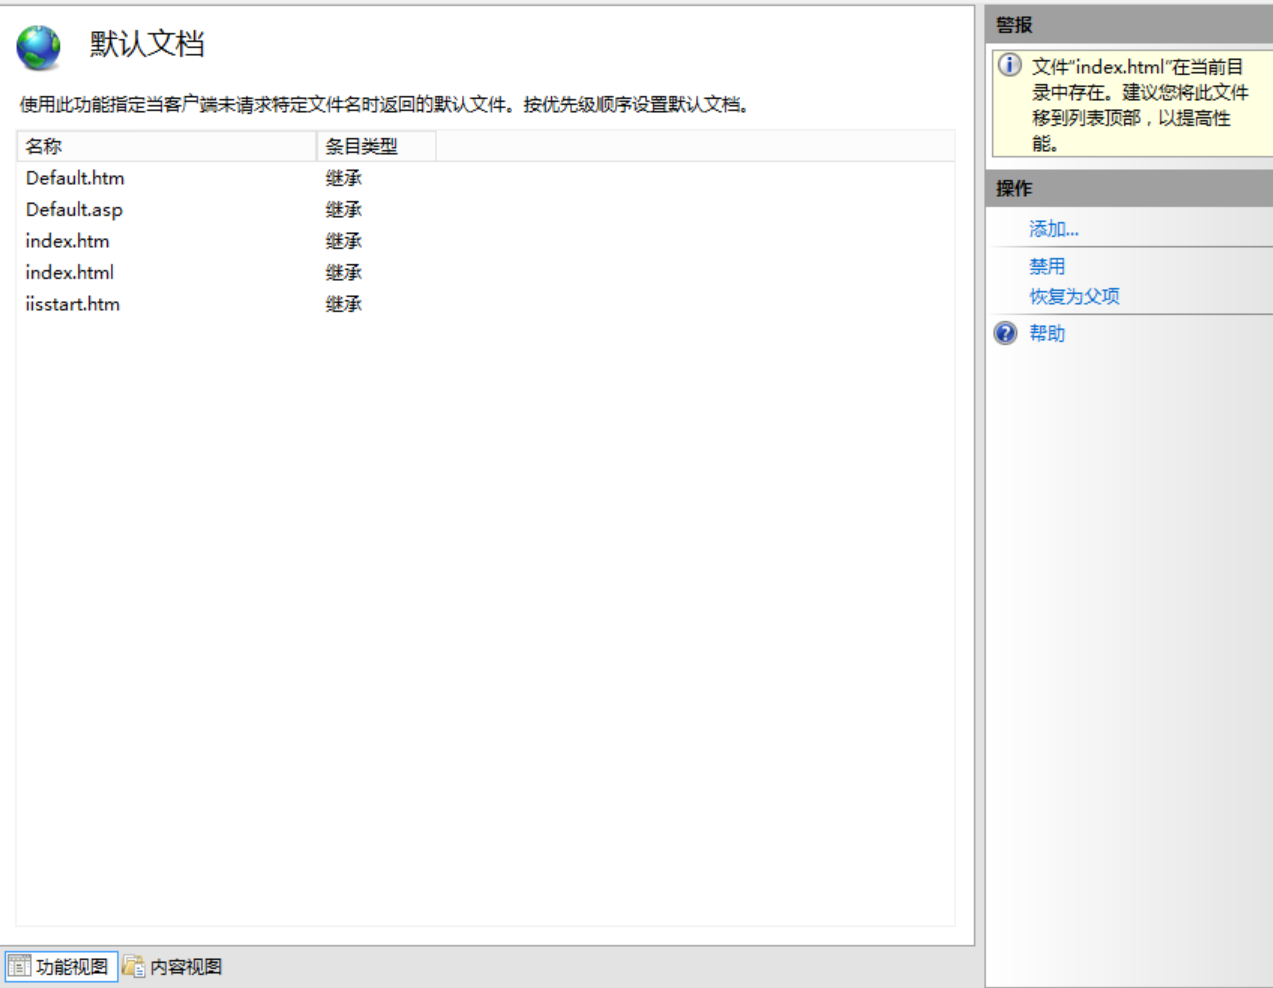 默认文档
使用此功能指定当客户端未请求特定文件名时返回的默认文件。按优先级顺序设置默认文档。
名称 条目类型
Default.htm 继承
Default.asp 继承
index.htm 继承
index.html 继承
iisstart.htm 继承
功能视图 内容视图
警报
文件"index.html"在当前目
录中存在。建议您将此文件
移到列表顶部，以提高性
能。
操作
添加...
禁用
恢复为父项
帮助